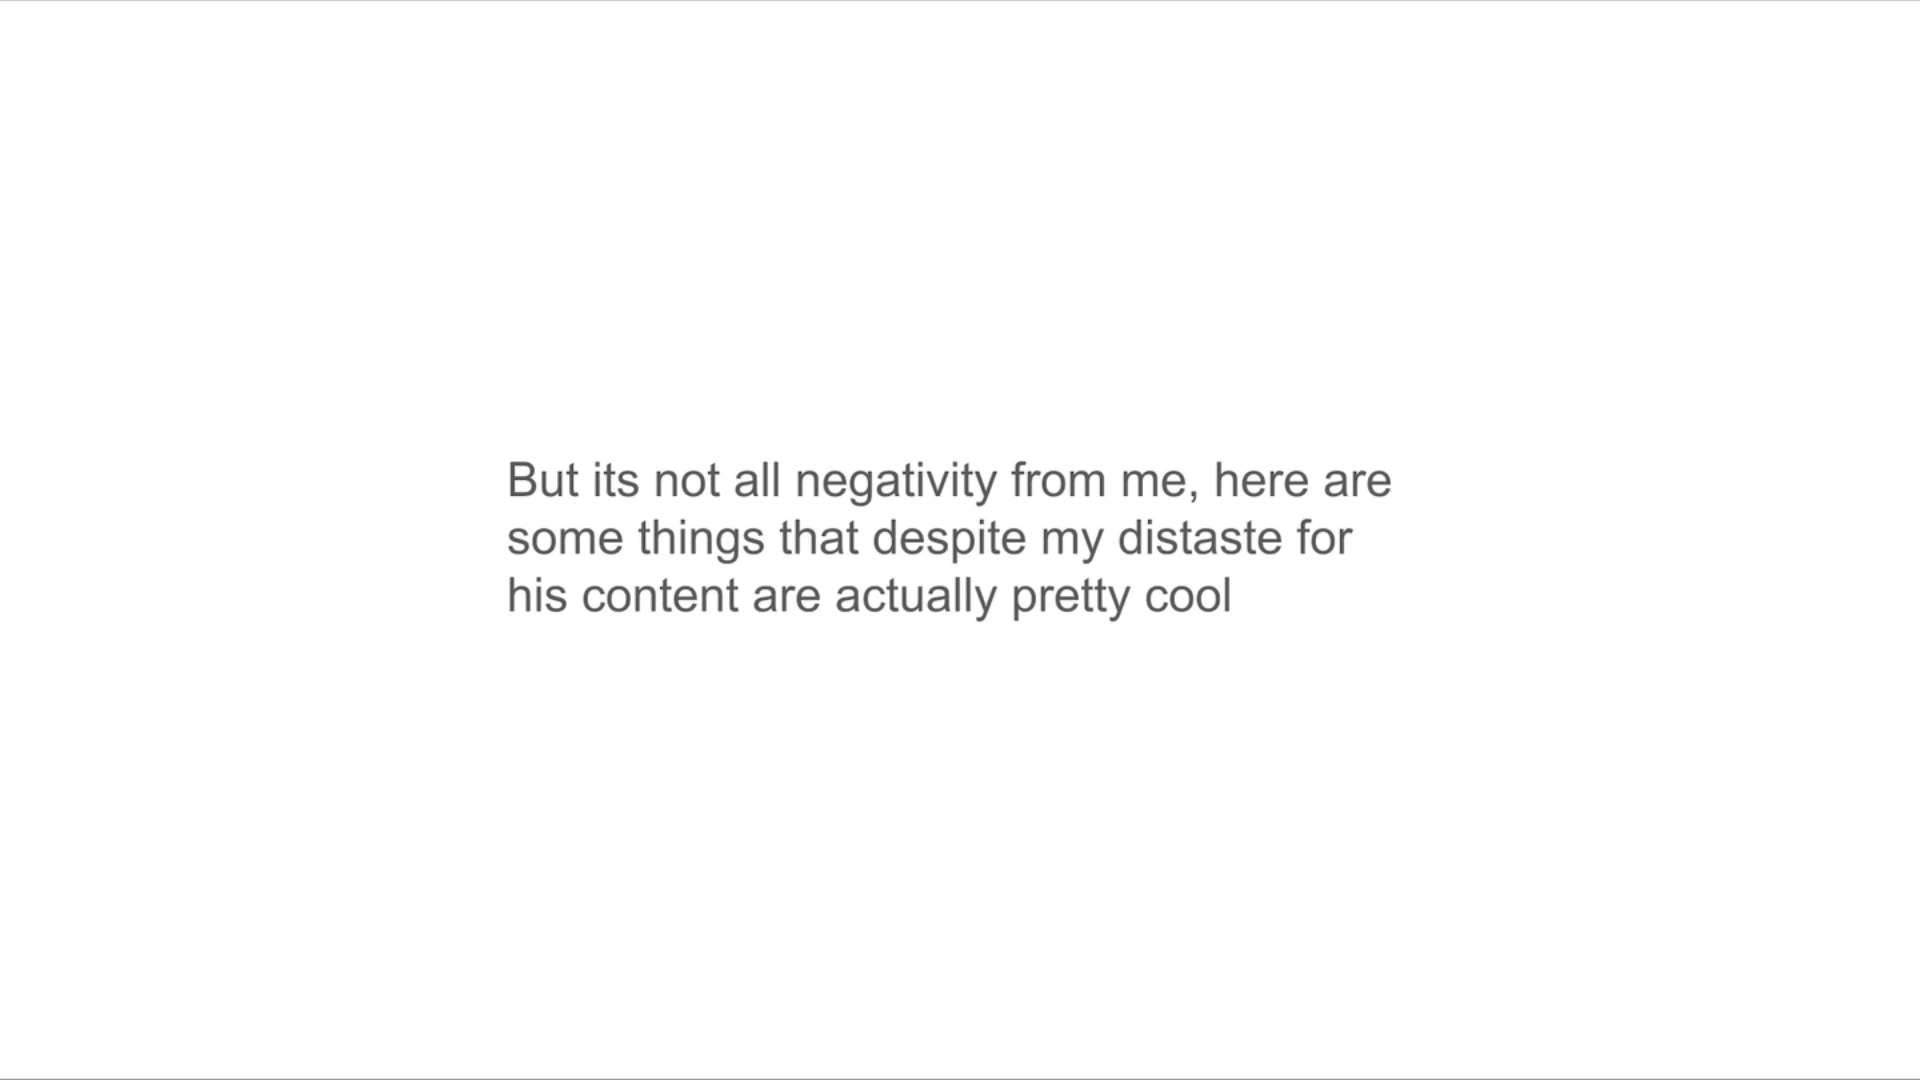 But its not all negativity from me, here are
some things that despite my distaste for
his content are actually pretty cool